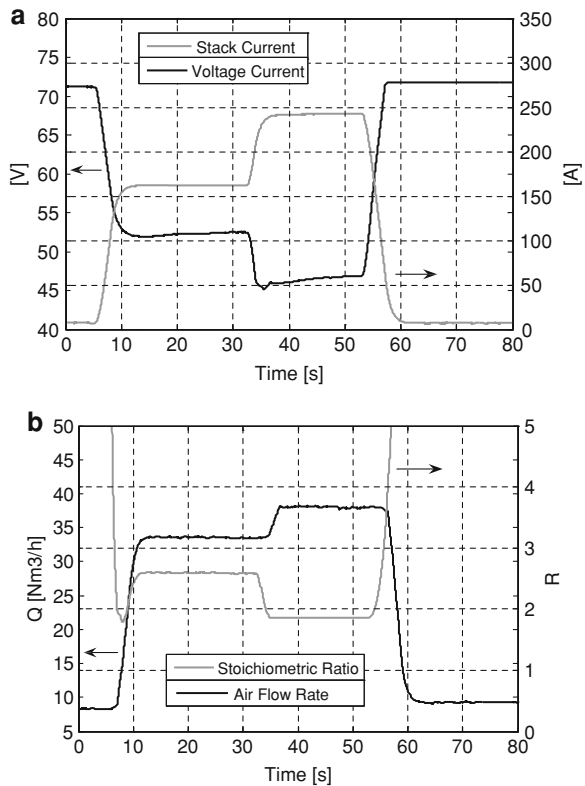 a
80
75
70
65
60
55
50
45
40
[V]
Stack Current
Voltage Current
350
300
250
200
150
100
50
0
[A]
0 10 20 30 40 50 60 70 80
Time [s]
b
50
45
40
35
30
25
20
15
10
5
Q [Nm3/h]
Stoichiometric Ratio
Air Flow Rate
5
4
3
2
1
0
R
0 10 20 30 40 50 60 70 80
Time [s]